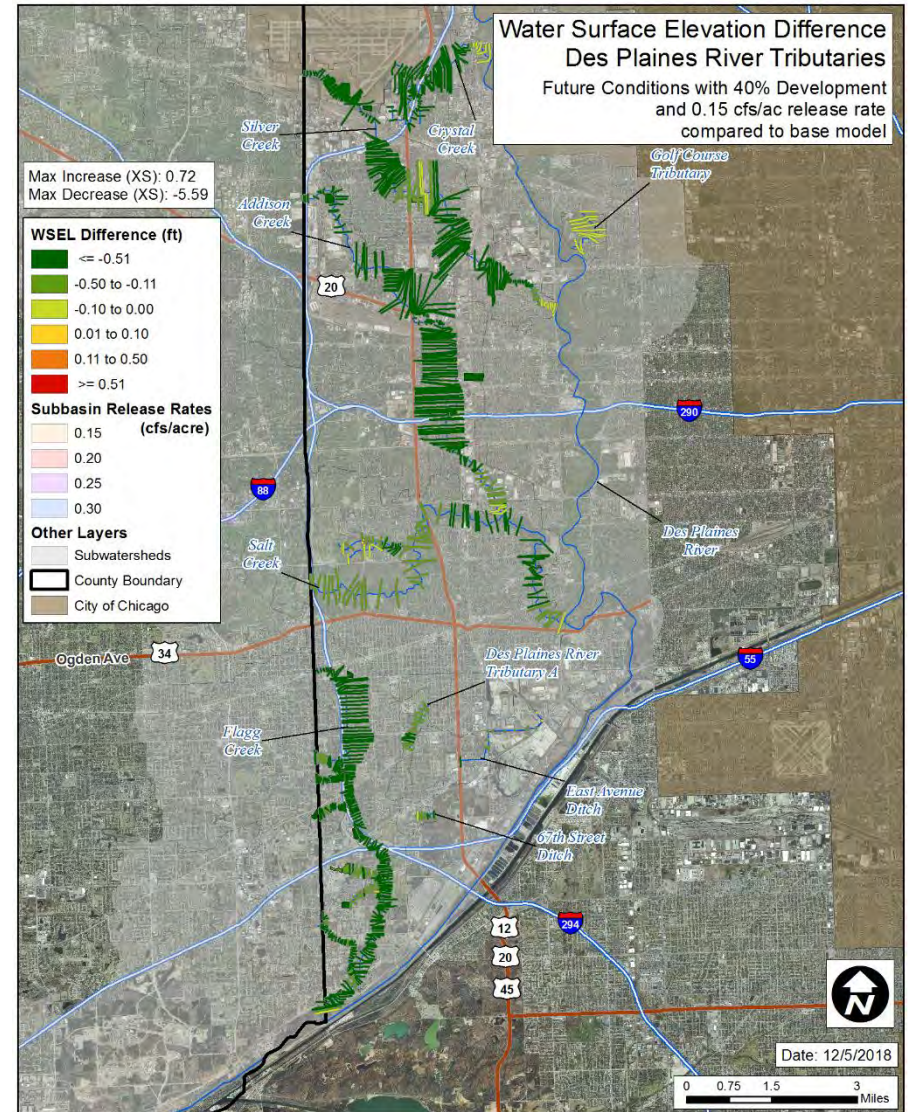 Water Surface Elevation Difference
Des Plaines River Tributaries
Future Conditions with 40% Development
and 0.15 cfs/ac release rate
compared to base model
Silver
Creek
Crystal
Creek
Golf Course
Tributary
Max Increase (XS): 0.72
Max Decrease (XS): -5.59
Addison
Creek
WSEL Difference (ft)
<= -0.51
-0.50 to -0.11
-0.10 to 0.00
0.01 to 0.10
0.11 to 0.50
>= 0.51
Subbasin Release Rates
(cfs/acre)
0.15
0.20
0.25
0.30
Other Layers
Subwatersheds
County Boundary
City of Chicago
20
290
88
Salt
Creek
Des Plaines
River
Ogden Ave
34
55
Des Plaines River
Tributary A
Flagg
Creek
East Avenue
Ditch
67th Street
Ditch
12
20
45
294
N
Date: 12/5/2018
0 0.75 1.5 3
Miles